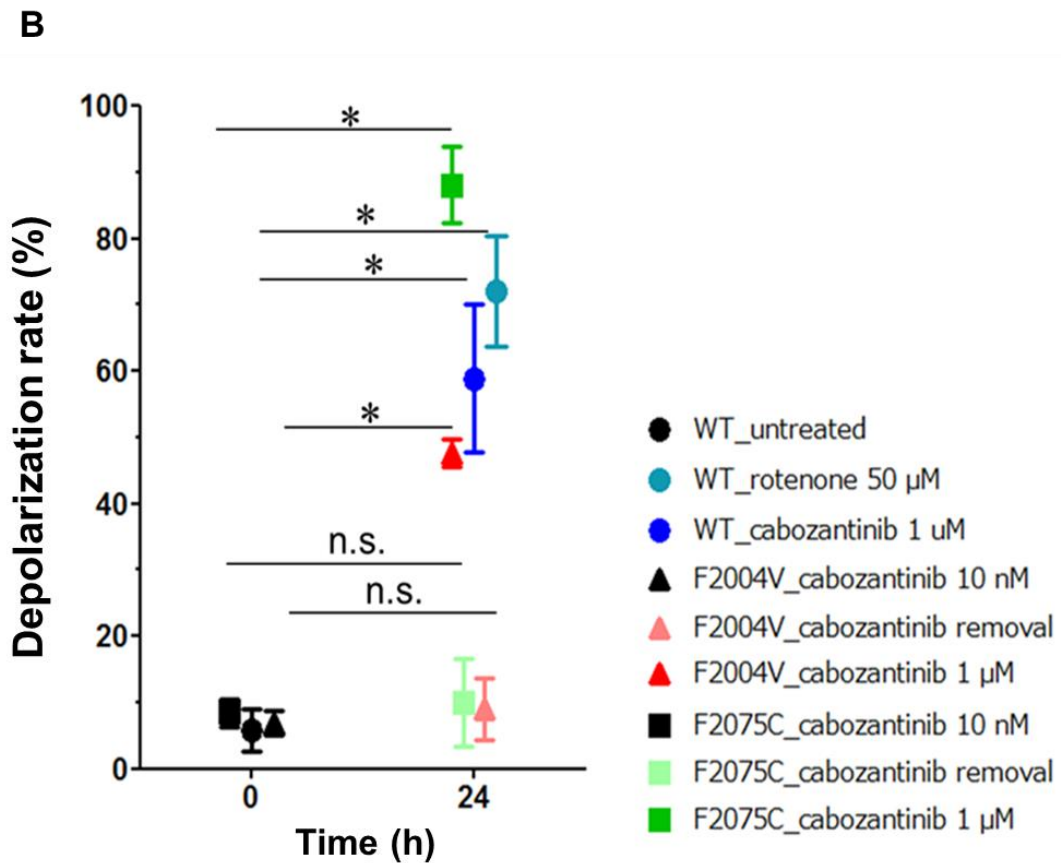 B
Depolarization rate (%)
100
80
60
40
20
0
*
*
*
*
n.s.
n.s.
0
24
Time (h)
WT_untreated
WT_rotenone 50 µM
WT_cabozantinib 1 uM
F2004V_cabozantinib 10 nM
F2004V_cabozantinib removal
F2004V_cabozantinib 1 µM
F2075C_cabozantinib 10 nM
F2075C_cabozantinib removal
F2075C_cabozantinib 1 µM